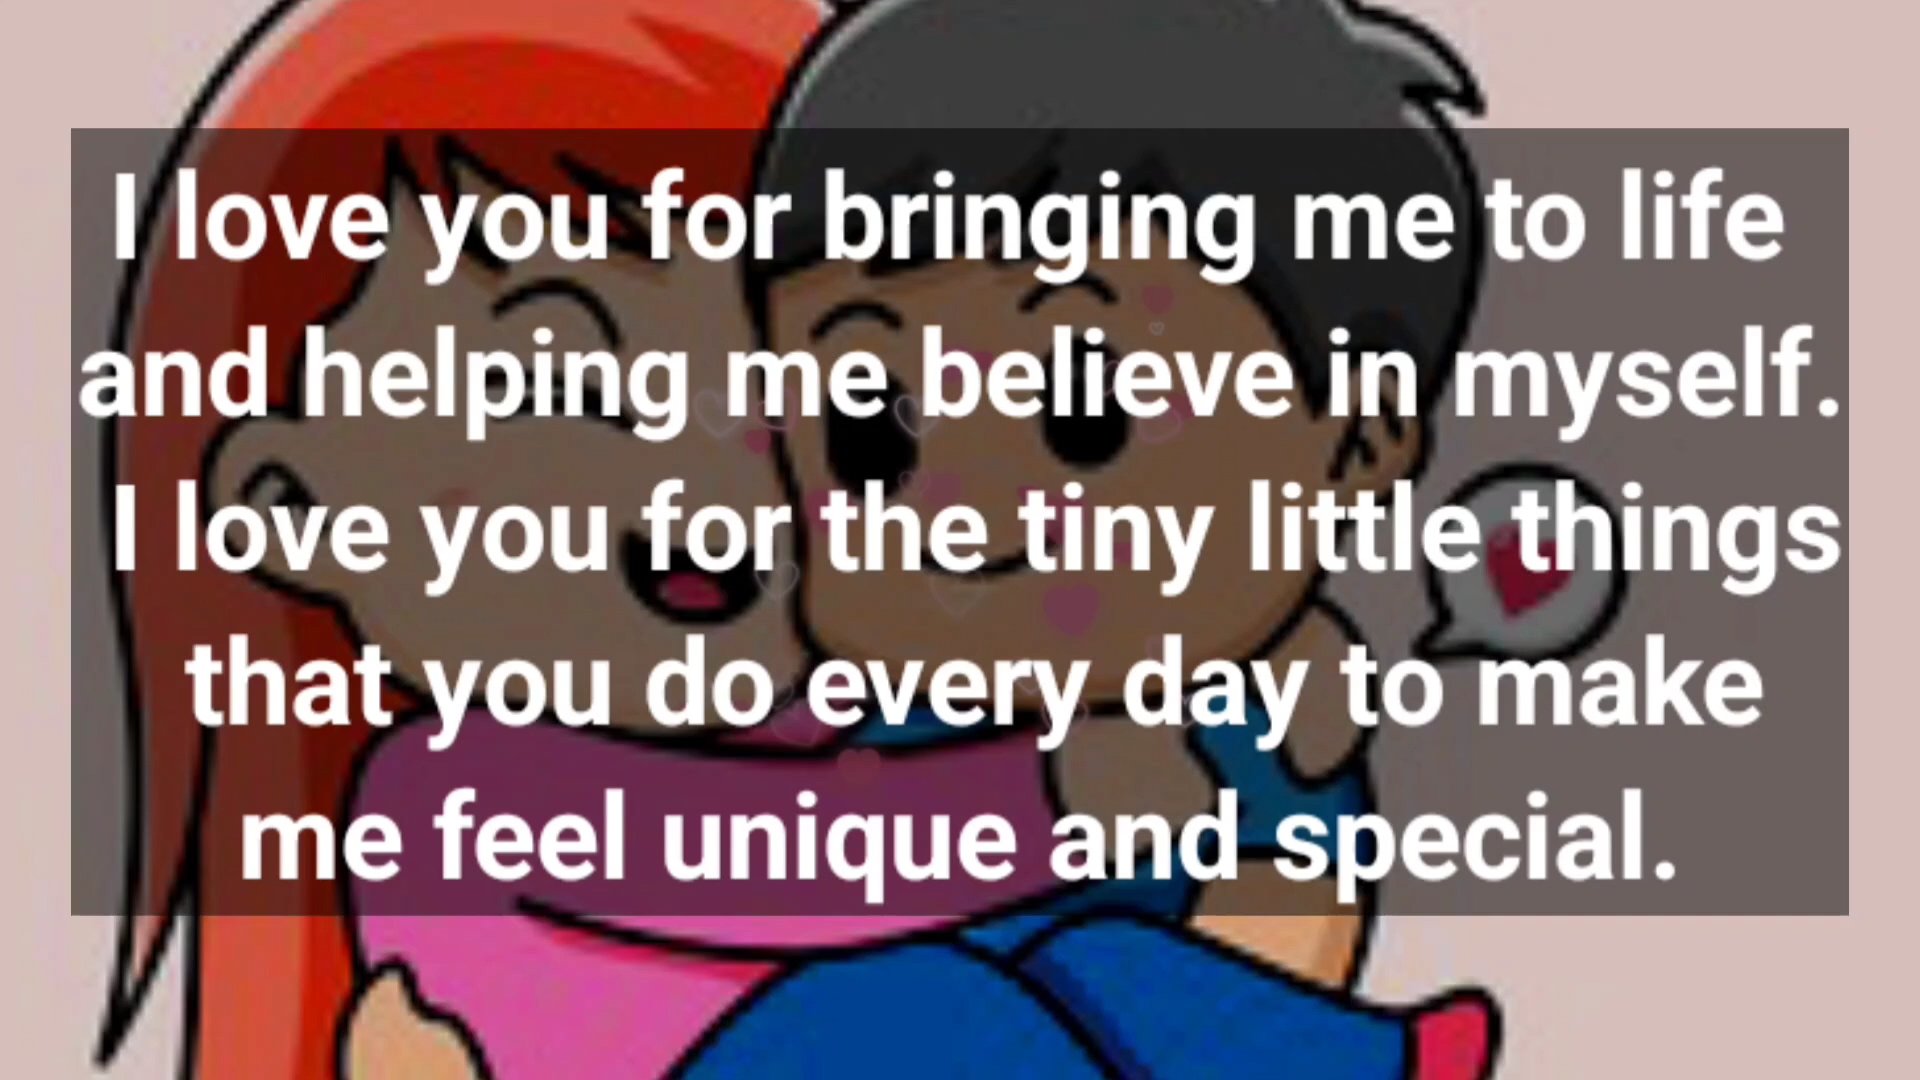 I love you for bringing me to life
and helping me believe in myself.
I love you for the tiny little things
that you do every day to make
me feel unique and special.